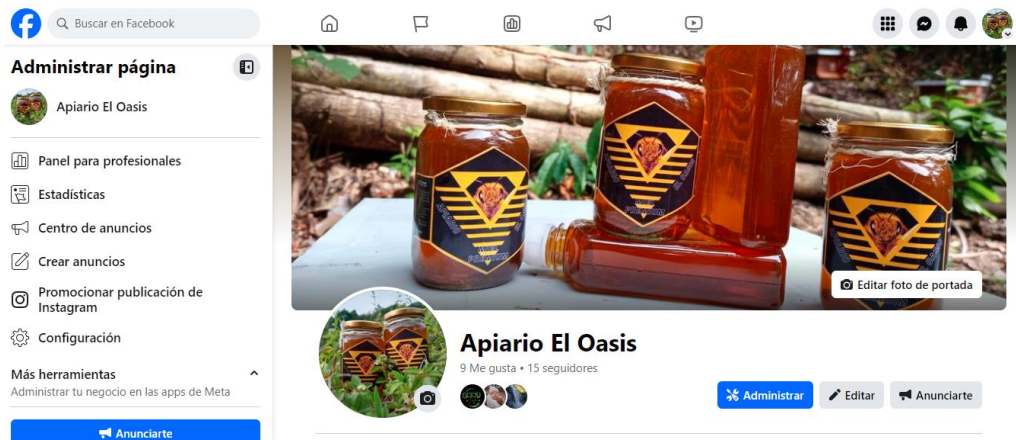 Buscar en Facebook
Administrar página
Apiario El Oasis
Panel para profesionales
Estadísticas
Centro de anuncios
Crear anuncios
Promocionar publicación de
Instagram
Configuración
Más herramientas
Administrar tu negocio en las apps de Meta
Anunciarte
PREMIUM
PREMIUM
Editar foto de portada
Apiario El Oasis
9 Me gusta • 15 seguidores
Administrar
Editar
Anunciarte